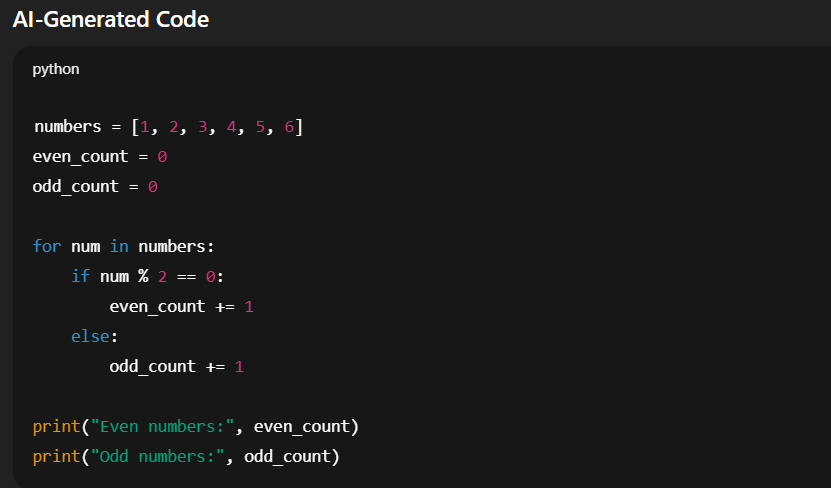 AI-Generated Code
python
numbers = [1, 2, 3, 4, 5, 6]
even_count = 0
odd_count = 0
for num in numbers:
    if num % 2 == 0:
        even_count += 1
    else:
        odd_count += 1
print("Even numbers:", even_count)
print("Odd numbers:", odd_count)